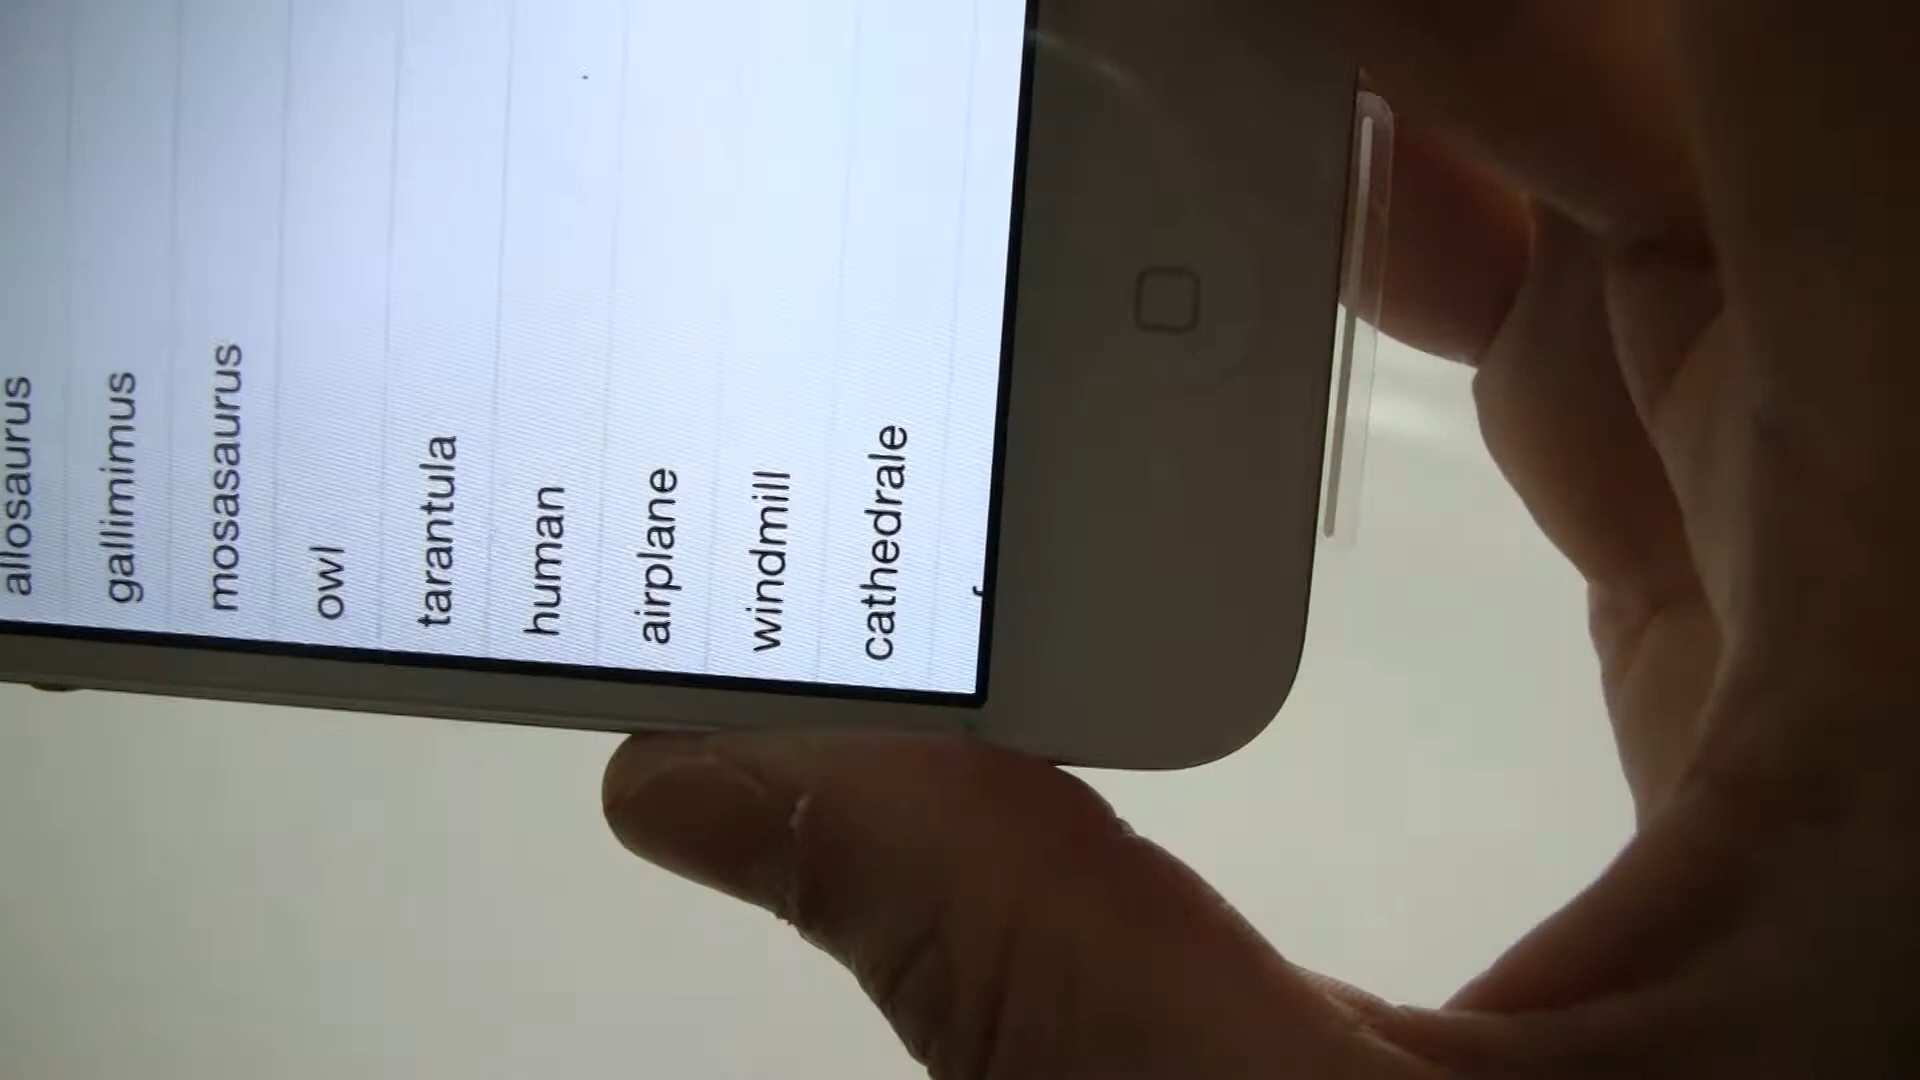 allosaurus
gallimimus
mosasaurus
owl
tarantula
human
airplane
windmill
cathedrale